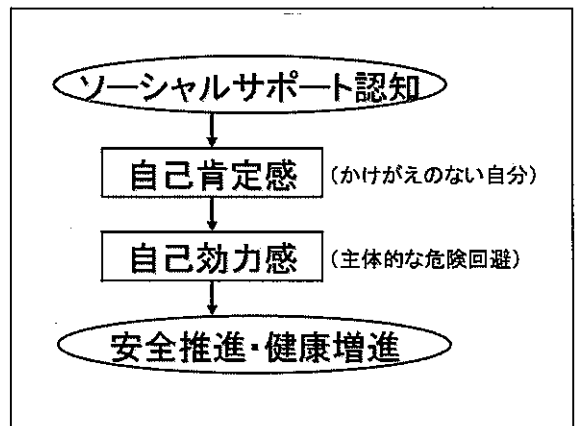 ソーシャルサポート認知
自己肯定感 (かけがえのない自分)
自己効力感 (主体的な危険回避)
安全推進・健康増進